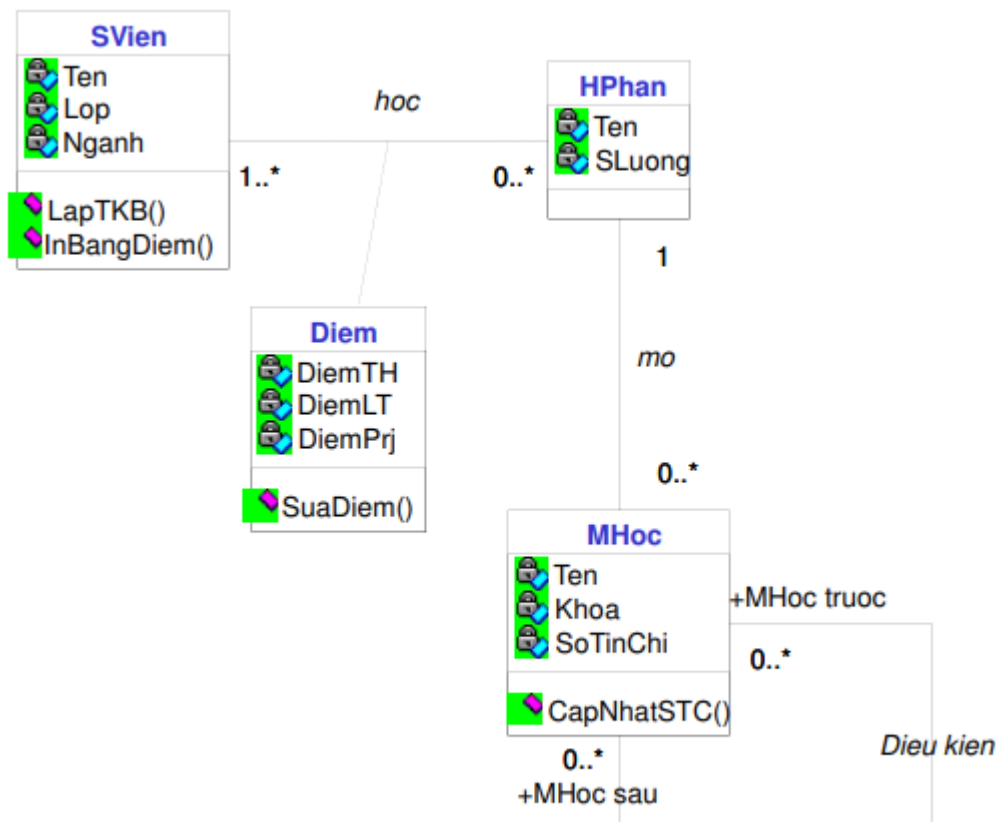 SVien
Ten
Lop
Nganh
LapTKB()
InBangDiem()
hoc
1..*
0..*
HPhan
Ten
SLuong
1
mo
0..*
Diem
DiemTH
DiemLT
DiemPrj
SuaDiem()
MHoc
Ten
Khoa
SoTinChi
CapNhatSTC()
+MHoc truoc
0..*
Dieu kien
0..*
+MHoc sau